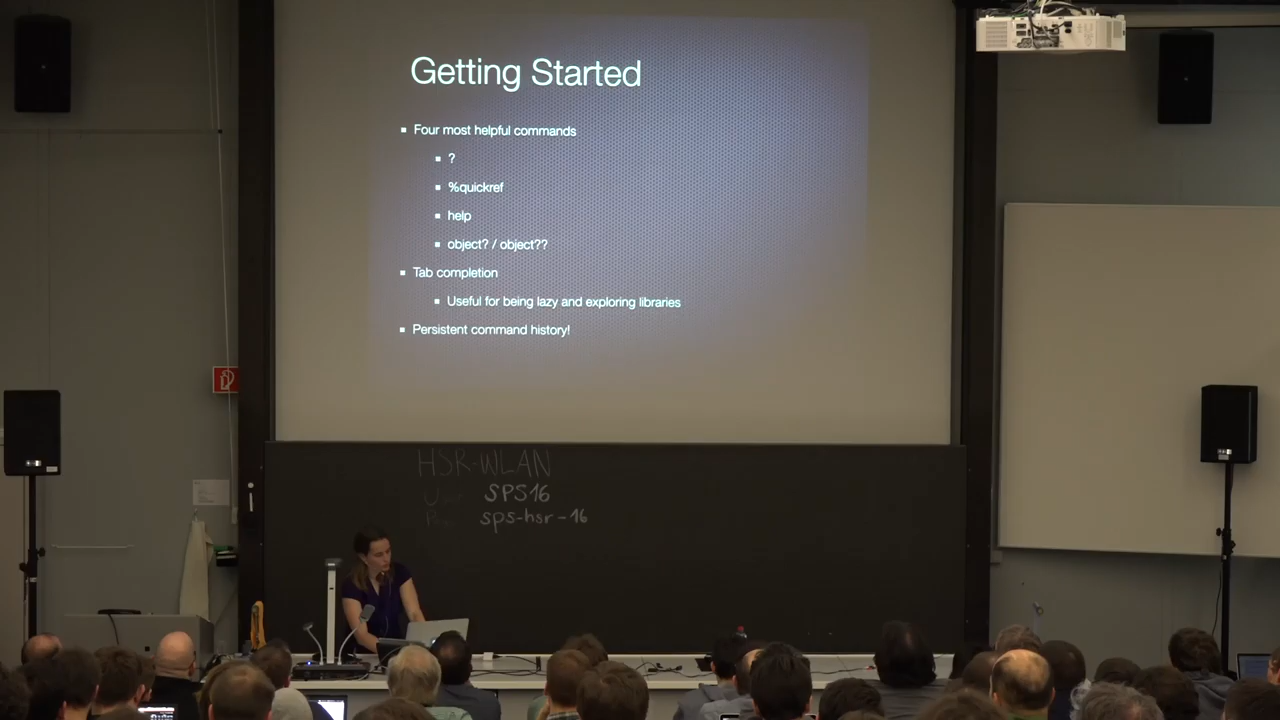 Getting Started
Four most helpful commands
?
%quickref
help
object? / object??
Tab completion
Useful for being lazy and exploring libraries
Persistent command history!
HSR-WLAN
SPS16
sps-hsr-16